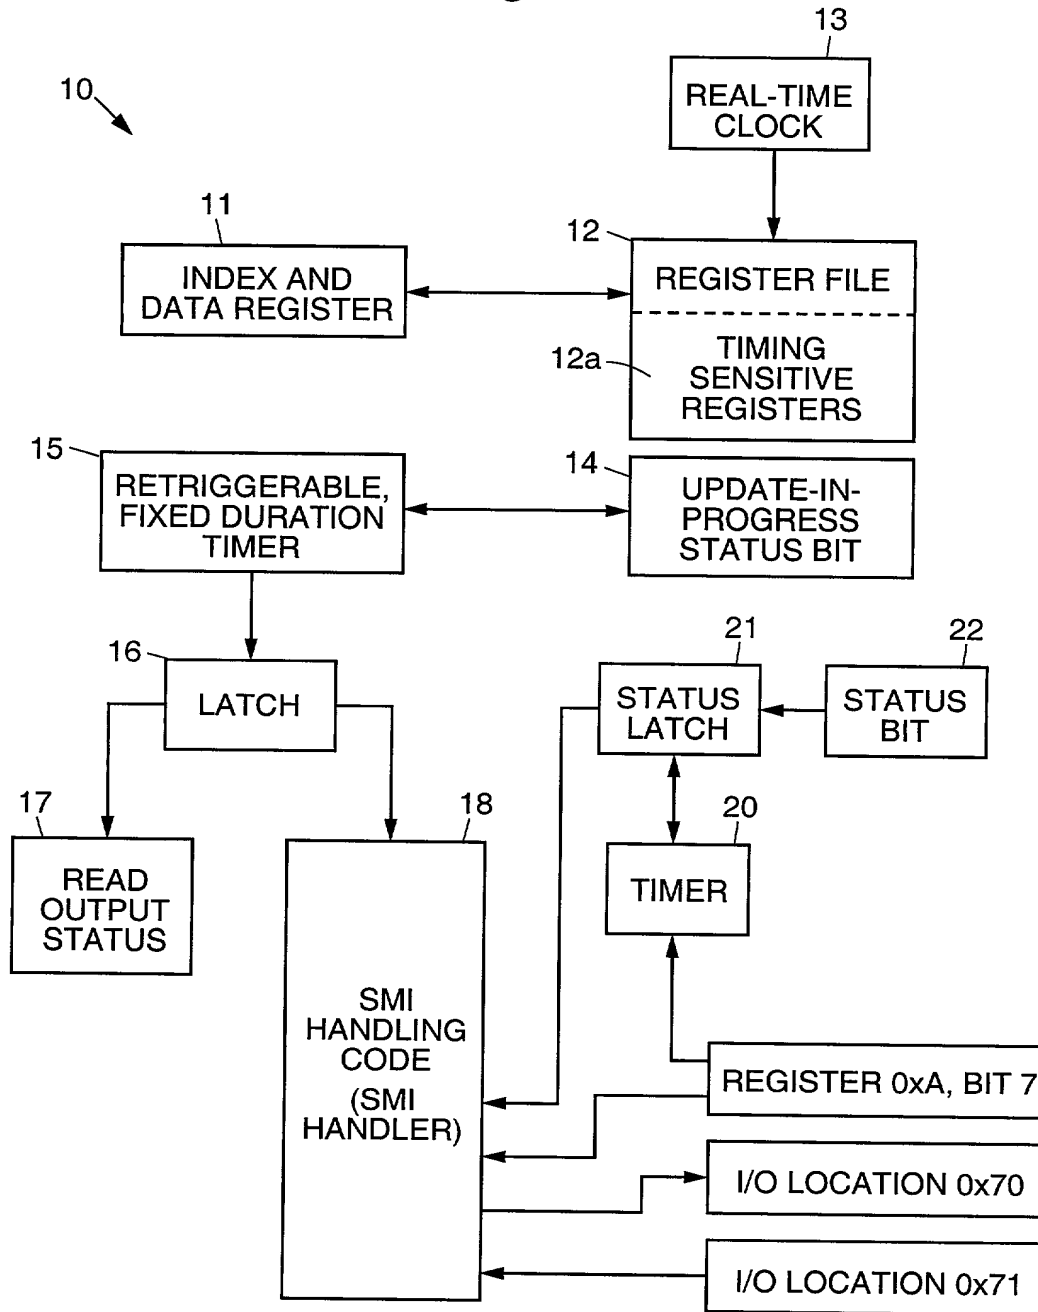 13
10
REAL-TIME
CLOCK
11
12
INDEX AND
DATA REGISTER
REGISTER FILE
12a
TIMING
SENSITIVE
REGISTERS
15
14
RETRIGGERABLE,
FIXED DURATION
TIMER
UPDATE-IN-
PROGRESS
STATUS BIT
16
21
22
LATCH
STATUS
LATCH
STATUS
BIT
17
18
20
READ
OUTPUT
STATUS
TIMER
SMI
HANDLING
CODE
(SMI
HANDLER)
REGISTER 0xA, BIT 7
I/O LOCATION 0x70
I/O LOCATION 0x71